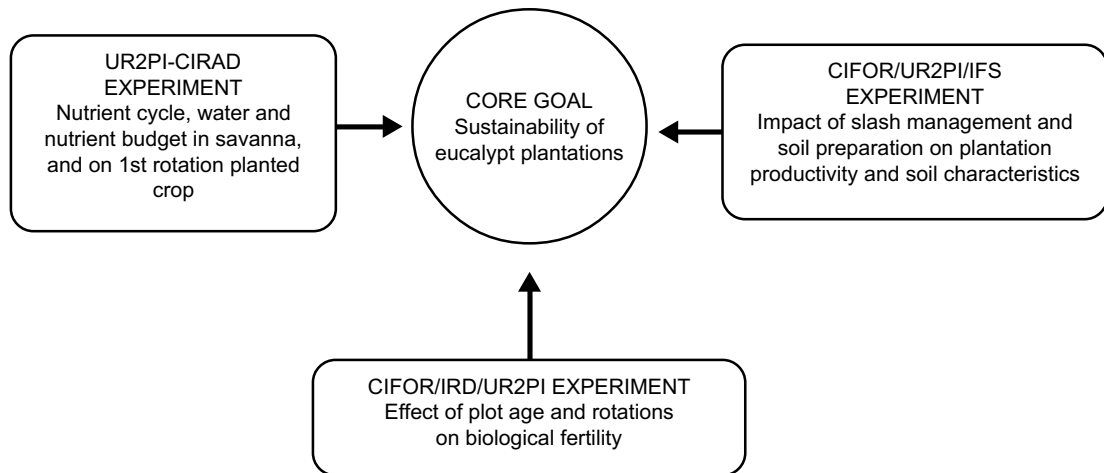 UR2PI-CIRAD
EXPERIMENT
Nutrient cycle, water and
nutrient budget in savanna,
and on 1st rotation planted
crop
CORE GOAL
Sustainability of
eucalypt plantations
CIFOR/UR2PI/IFS
EXPERIMENT
Impact of slash management and
soil preparation on plantation
productivity and soil characteristics
CIFOR/IRD/UR2PI EXPERIMENT
Effect of plot age and rotations
on biological fertility